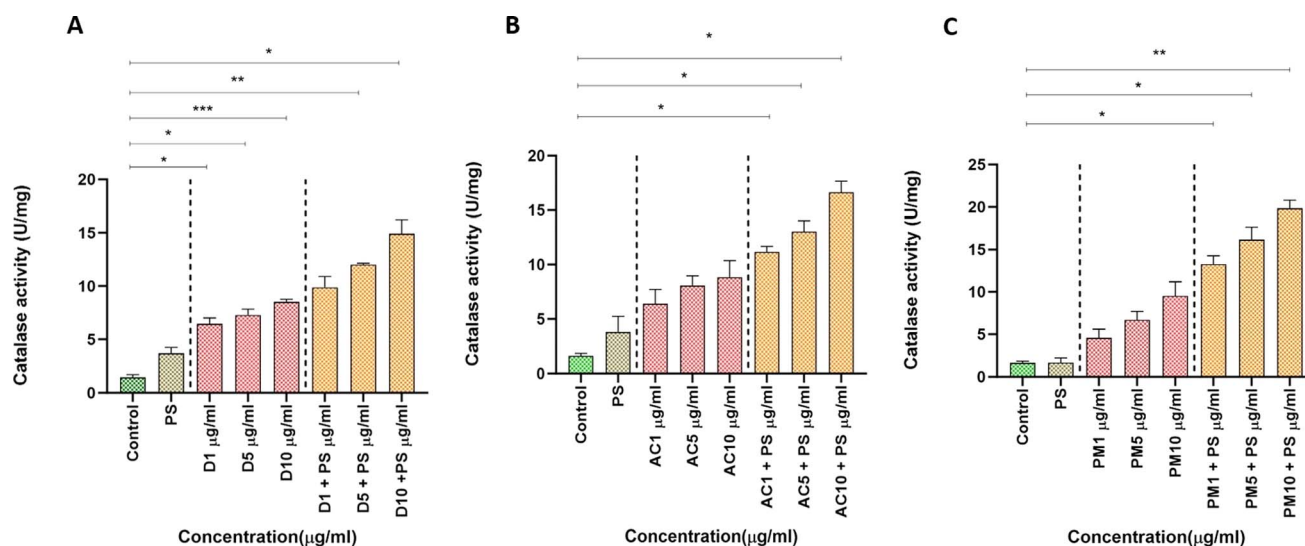 A
*
**
***
*
*
Catalase activity (U/mg)
20
15
10
5
0
Control
PS
D1 µg/ml
D5 µg/ml
D10 µg/ml
D1 + PS µg/ml
D5 + PS µg/ml
D10 +PS µg/ml
Concentration(µg/ml)
B
*
*
*
Catalase activity (U/mg)
20
15
10
5
0
Control
PS
AC1 µg/ml
AC5 µg/ml
AC10 µg/ml
AC1 + PS µg/ml
AC5 + PS µg/ml
AC10 +PS µg/ml
Concentration(µg/ml)
C
**
*
*
Catalase activity (U/mg)
25
20
15
10
5
0
Control
PS
PM1 µg/ml
PM5 µg/ml
PM10 µg/ml
PM1 + PS µg/ml
PM5 + PS µg/ml
PM10 + PS µg/ml
Concentration(µg/ml)